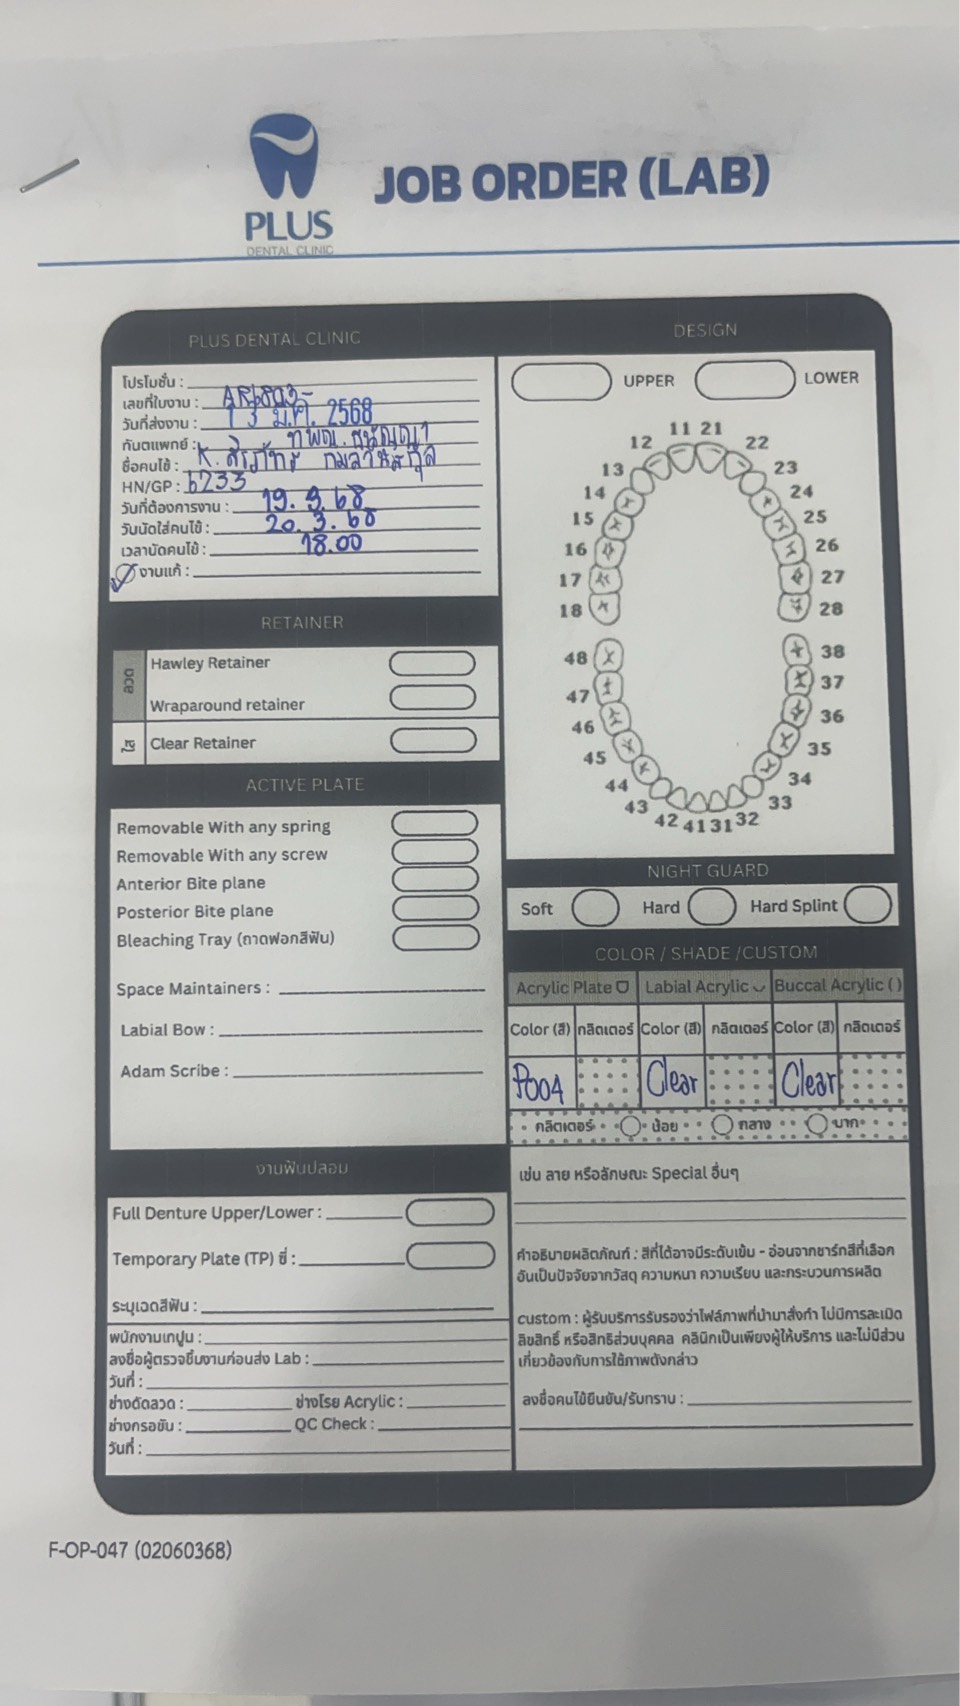 PLUS
DENTAL CLINIC
JOB ORDER (LAB)
PLUS DENTAL CLINIC
โปรโมชั่น :
เลขที่ใบงาน :
วันที่ส่งงาน : 13 มี.ค. 2568
ทันตแพทย์ : ทพญ.
ชื่อคนไข้ : K.
HN/GP : 6233
วันที่ต้องการงาน : 19.3.68
วันนัดใส่คนไข้ : 20.3.68
เวลานัดคนไข้ : 18.00
งานแก้ :
RETAINER
ลวด
Hawley Retainer
Wraparound retainer
ใส
Clear Retainer
ACTIVE PLATE
Removable With any spring
Removable With any screw
Anterior Bite plane
Posterior Bite plane
Bleaching Tray (ถาดฟอกสีฟัน)
Space Maintainers :
Labial Bow :
Adam Scribe :
งานฟันปลอม
Full Denture Upper/Lower :
Temporary Plate (TP) ซี่ :
ระบุเฉดสีฟัน :
พนักงานเทปูน :
ลงชื่อผู้ตรวจชิ้นงานก่อนส่ง Lab :
วันที่ :
ช่างดัดลวด : ช่างโรย Acrylic :
ช่างกรอขัด : QC Check :
วันที่ :
DESIGN
UPPER LOWER
11 21
12 22
13 23
14 24
15 25
16 26
17 27
18 28
48 38
47 37
46 36
45 35
44 34
43 33
42 41 31 32
NIGHT GUARD
Soft Hard Hard Splint
COLOR / SHADE /CUSTOM
Acrylic Plate Labial Acrylic Buccal Acrylic ( )
Color (สี) กลิตเตอร์ Color (สี) กลิตเตอร์ Color (สี) กลิตเตอร์
P004 Clear Clear
กลิตเตอร์ น้อย กลาง มาก
เช่น ลาย หรือลักษณะ Special อื่นๆ
คำอธิบายผลิตภัณฑ์ : สีที่ได้อาจมีระดับเข้ม - อ่อนจากชาร์ทสีที่เลือก
อันเป็นปัจจัยจากวัสดุ ความหนา ความเรียบ และกระบวนการผลิต
custom : ผู้รับบริการรับรองว่าไฟล์ภาพที่นำมาสั่งทำ ไม่มีการละเมิด
ลิขสิทธิ์ หรือสิทธิส่วนบุคคล คลินิกเป็นเพียงผู้ให้บริการ และไม่มีส่วน
เกี่ยวข้องกับการใช้ภาพดังกล่าว
ลงชื่อคนไข้ยืนยัน/รับทราบ :
F-OP-047 (02060368)